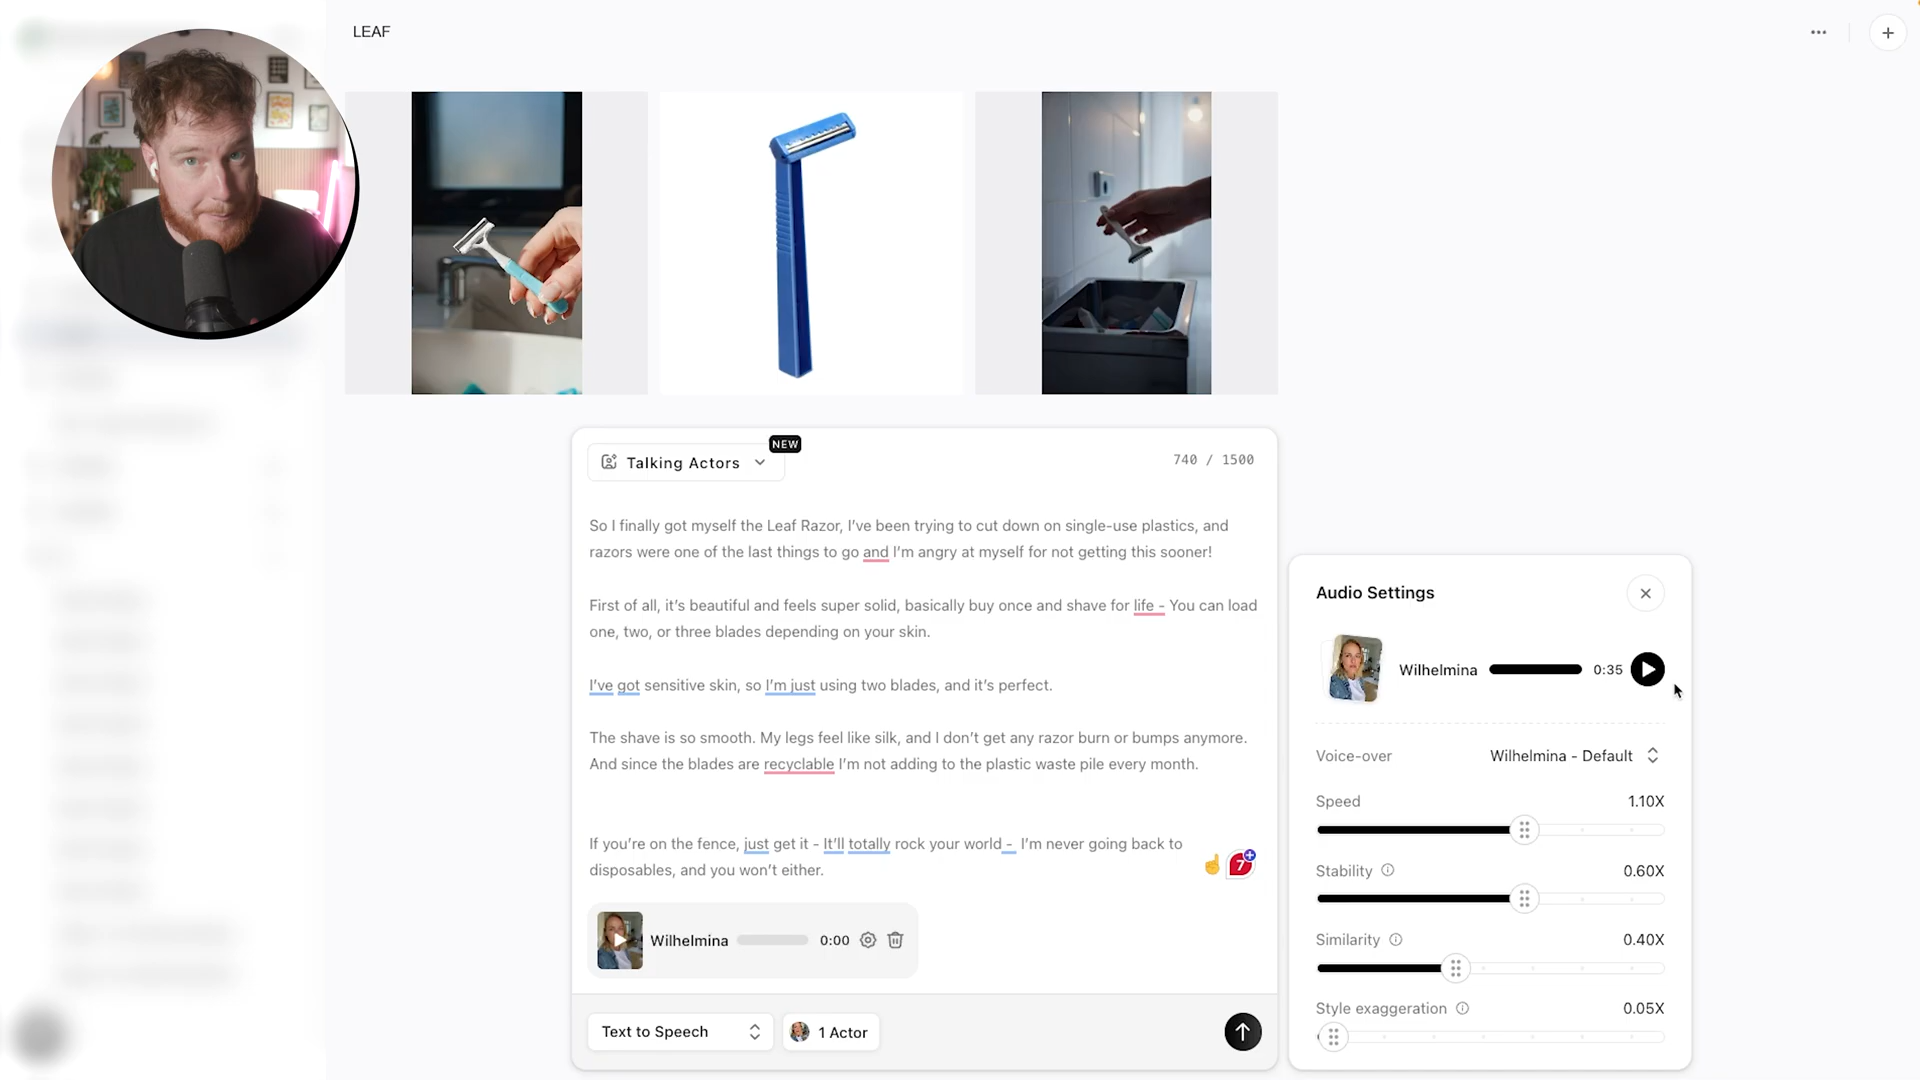 LEAF
NEW
Talking Actors
740 / 1500
So I finally got myself the Leaf Razor, I’ve been trying to cut down on single-use plastics, and
razors were one of the last things to go and I’m angry at myself for not getting this sooner!
First of all, it’s beautiful and feels super solid, basically buy once and shave for life - You can load
one, two, or three blades depending on your skin.
I’ve got sensitive skin, so I’m just using two blades, and it’s perfect.
The shave is so smooth. My legs feel like silk, and I don’t get any razor burn or bumps anymore.
And since the blades are recyclable I’m not adding to the plastic waste pile every month.
If you’re on the fence, just get it - It’ll totally rock your world - I’m never going back to
disposables, and you won’t either.
7
Wilhelmina 0:00
Text to Speech
1 Actor
Audio Settings
Wilhelmina 0:35
Voice-over Wilhelmina - Default
Speed 1.10X
Stability 0.60X
Similarity 0.40X
Style exaggeration 0.05X